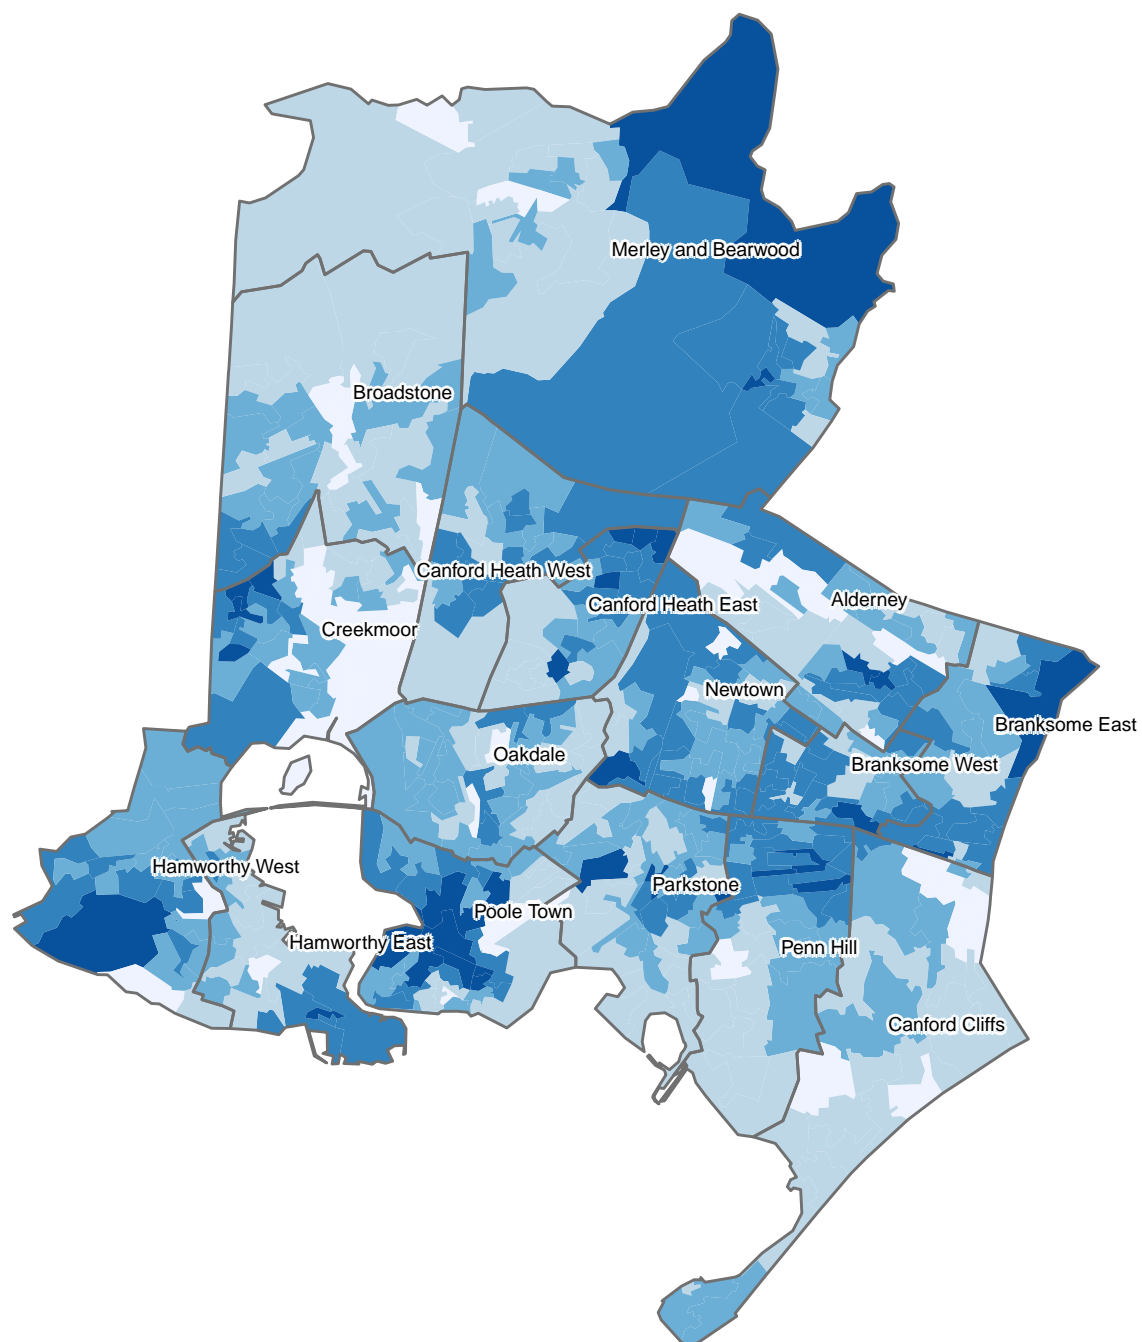 Merley and Bearwood
Broadstone
Canford Heath West
Canford Heath East
Alderney
Creekmoor
Newtown
Branksome East
Oakdale
Branksome West
Hamworthy West
Parkstone
Poole Town
Hamworthy East
Penn Hill
Canford Cliffs